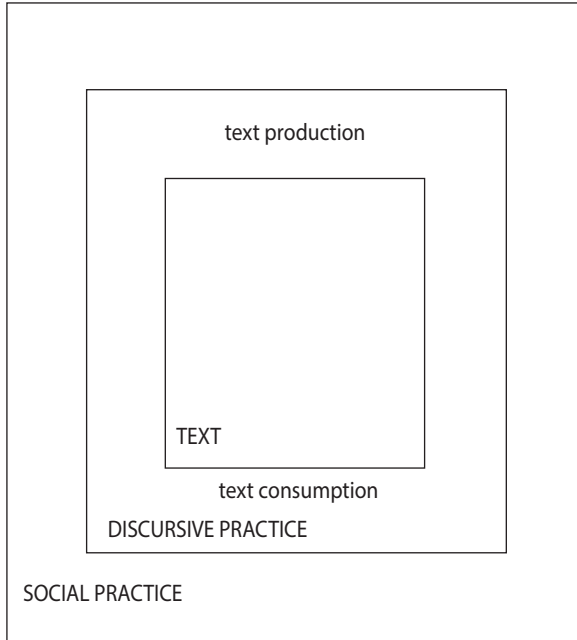 text production
TEXT
text consumption
DISCURSIVE PRACTICE
SOCIAL PRACTICE